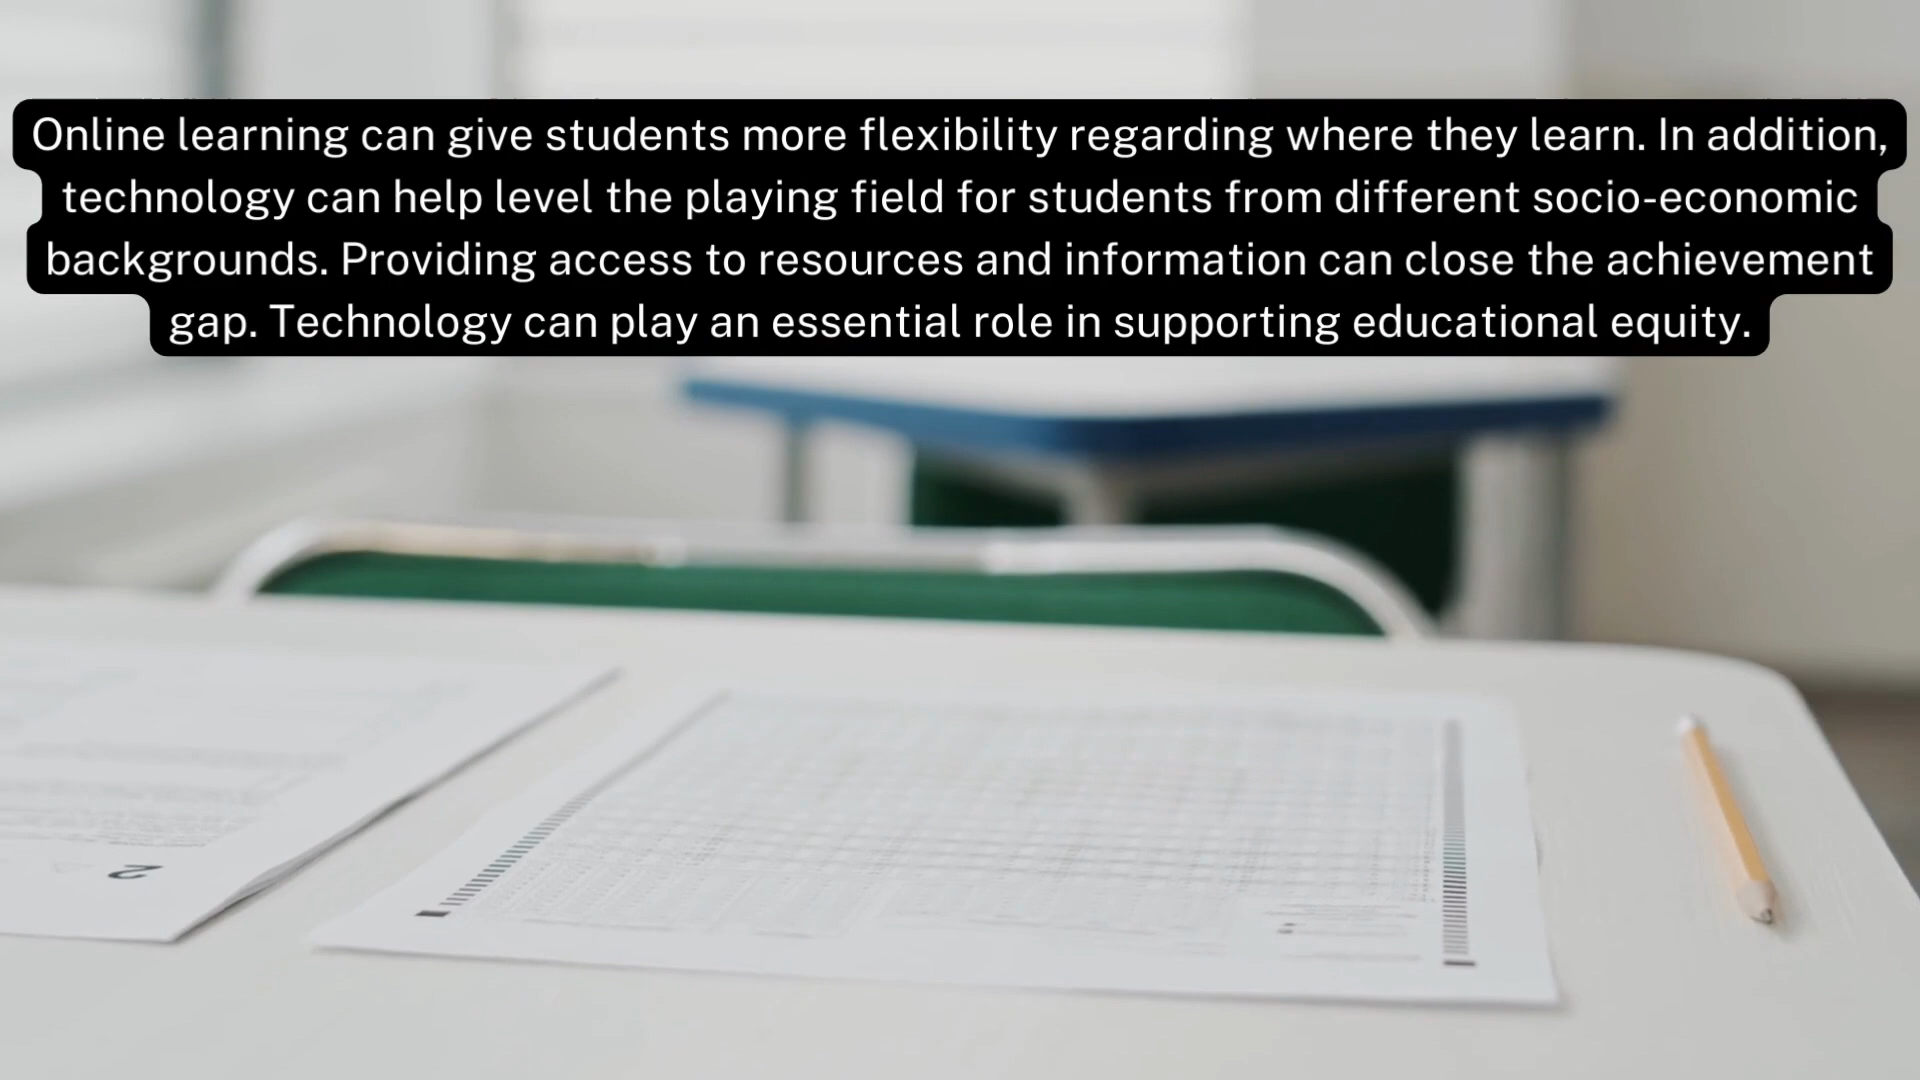 Online learning can give students more flexibility regarding where they learn. In addition,
technology can help level the playing field for students from different socio-economic
backgrounds. Providing access to resources and information can close the achievement
gap. Technology can play an essential role in supporting educational equity.
2